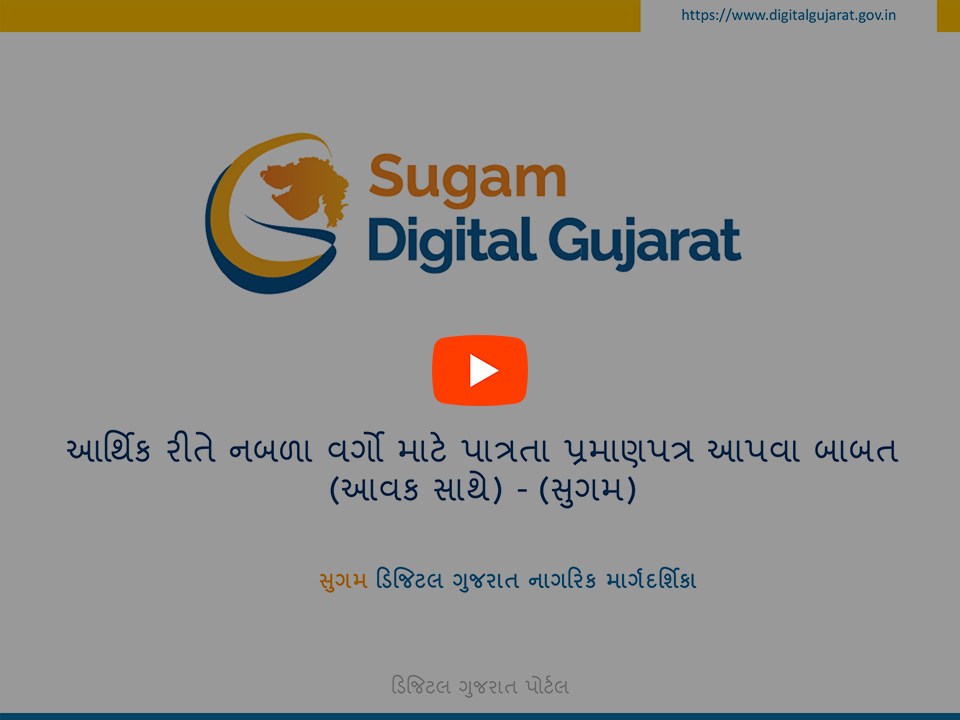 https://www.digitalgujarat.gov.in
Sugam
Digital Gujarat
આર્થિક રીતે નબળા વર્ગો માટે પાત્રતા પ્રમાણપત્ર આપવા બાબત
(આવક સાથે) - (સુગમ)
સુગમ ડિજિટલ ગુજરાત નાગરિક માર્ગદર્શિકા
ડિજિટલ ગુજરાત પોર્ટલ